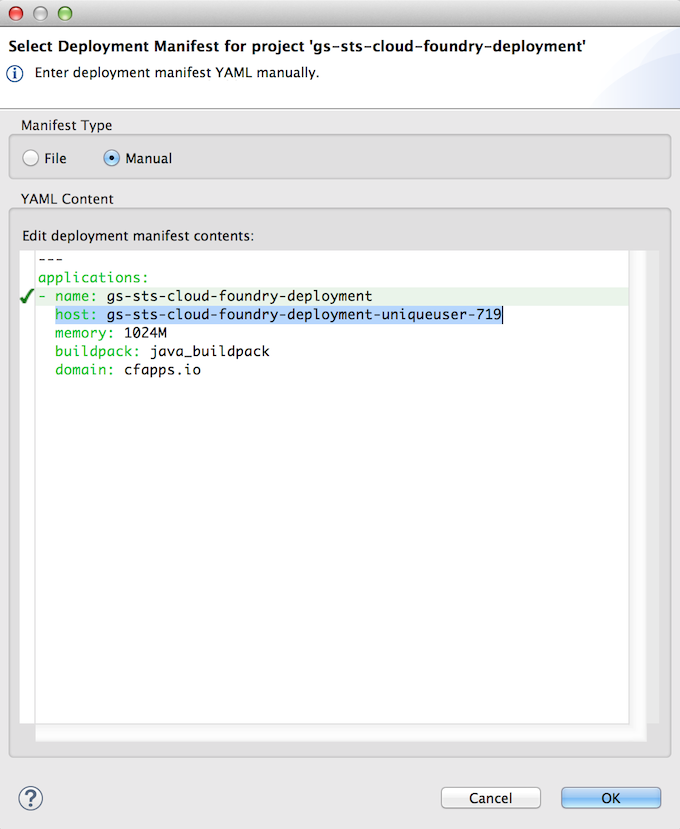 Select Deployment Manifest for project 'gs-sts-cloud-foundry-deployment'
Enter deployment manifest YAML manually.
Manifest Type
File Manual
YAML Content
Edit deployment manifest contents:
---
applications:
- name: gs-sts-cloud-foundry-deployment
host: gs-sts-cloud-foundry-deployment-uniqueuser-719
memory: 1024M
buildpack: java_buildpack
domain: cfapps.io
? Cancel OK